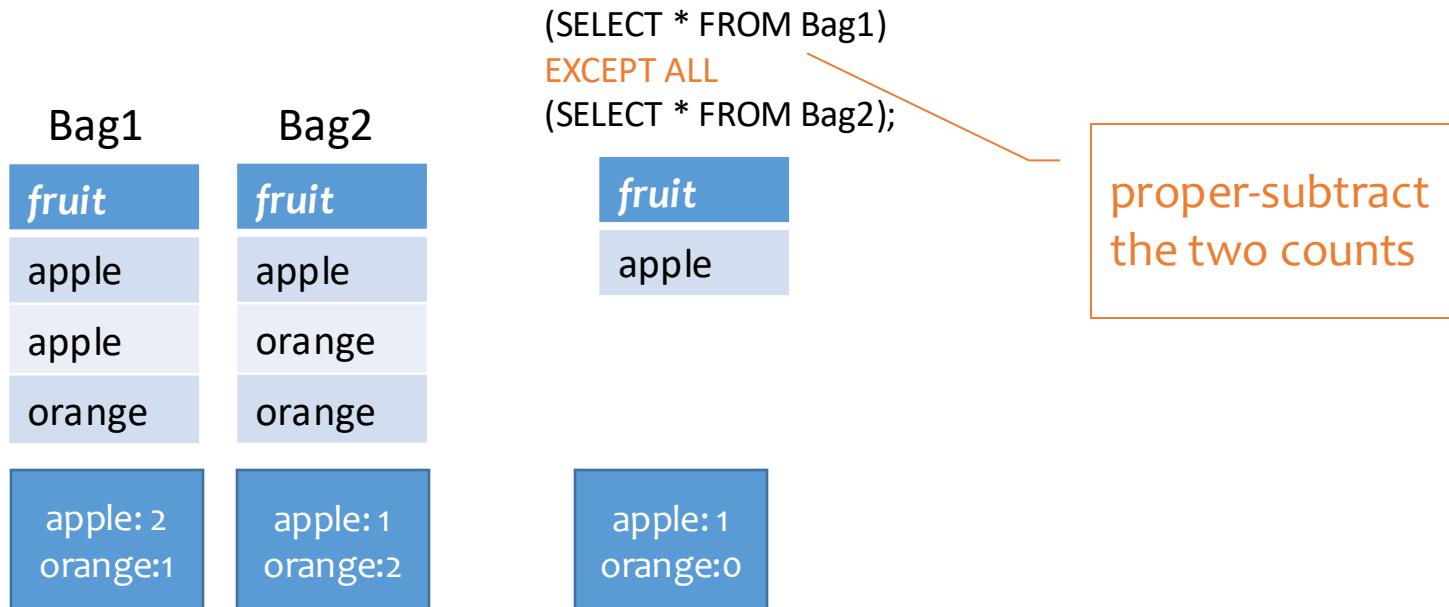 (SELECT * FROM Bag1)
EXCEPT ALL
(SELECT * FROM Bag2);
Bag1
fruit
apple
apple
orange
apple: 2
orange:1
Bag2
fruit
apple
orange
orange
apple: 1
orange:2
fruit
apple
apple: 1
orange:0
proper-subtract
the two counts